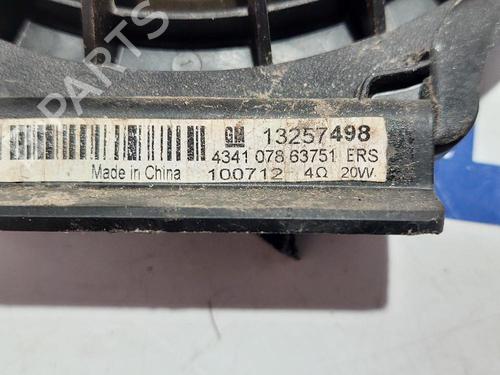 B-PARTS
GM 13257498
4341 078 63751 ERS
Made in China 100712 4Ω 20W